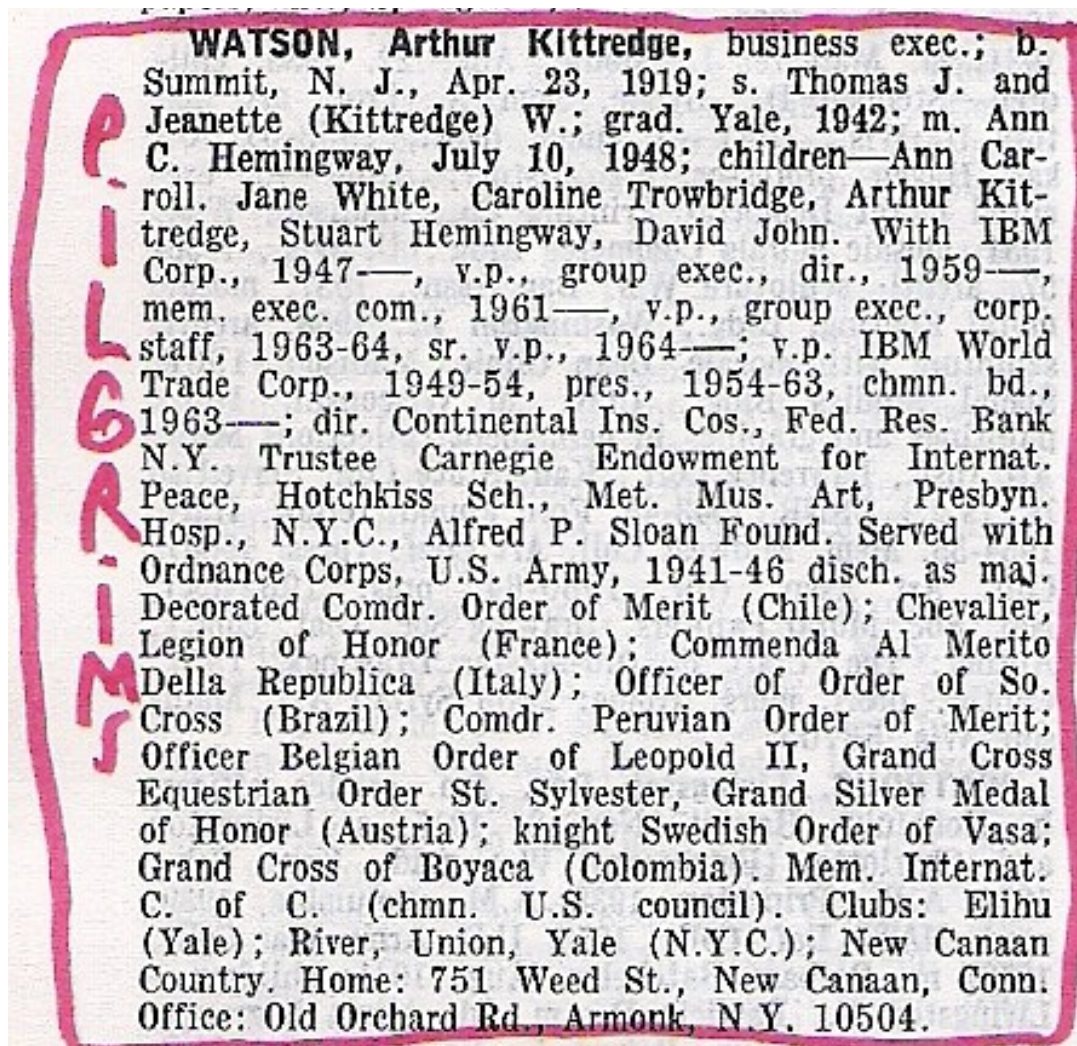 WATSON, Arthur Kittredge, business exec.; b.
Summit, N. J., Apr. 23, 1919; s. Thomas J. and
Jeanette (Kittredge) W.; grad. Yale, 1942; m. Ann
C. Hemingway, July 10, 1948; children—Ann Car-
roll. Jane White, Caroline Trowbridge, Arthur Kit-
tredge, Stuart Hemingway, David John. With IBM
Corp., 1947-—, v.p., group exec., dir., 1959-—,
mem. exec. com., 1961-—, v.p., group exec., corp.
staff, 1963-64, sr. v.p., 1964-—; v.p. IBM World
Trade Corp., 1949-54, pres., 1954-63, chmn. bd.,
1963-—; dir. Continental Ins. Cos., Fed. Res. Bank
N.Y. Trustee Carnegie Endowment for Internat.
Peace, Hotchkiss Sch., Met. Mus. Art, Presbyn.
Hosp., N.Y.C., Alfred P. Sloan Found. Served with
Ordnance Corps, U.S. Army, 1941-46 disch. as maj.
Decorated Comdr. Order of Merit (Chile); Chevalier,
Legion of Honor (France); Commenda Al Merito
Della Republica (Italy); Officer of Order of So.
Cross (Brazil); Comdr. Peruvian Order of Merit;
Officer Belgian Order of Leopold II, Grand Cross
Equestrian Order St. Sylvester, Grand Silver Medal
of Honor (Austria); knight Swedish Order of Vasa;
Grand Cross of Boyaca (Colombia). Mem. Internat.
C. of C. (chmn. U.S. council). Clubs: Elihu
(Yale); River, Union, Yale (N.Y.C.); New Canaan
Country. Home: 751 Weed St., New Canaan, Conn.
Office: Old Orchard Rd., Armonk, N.Y. 10504.
PILGRIMS